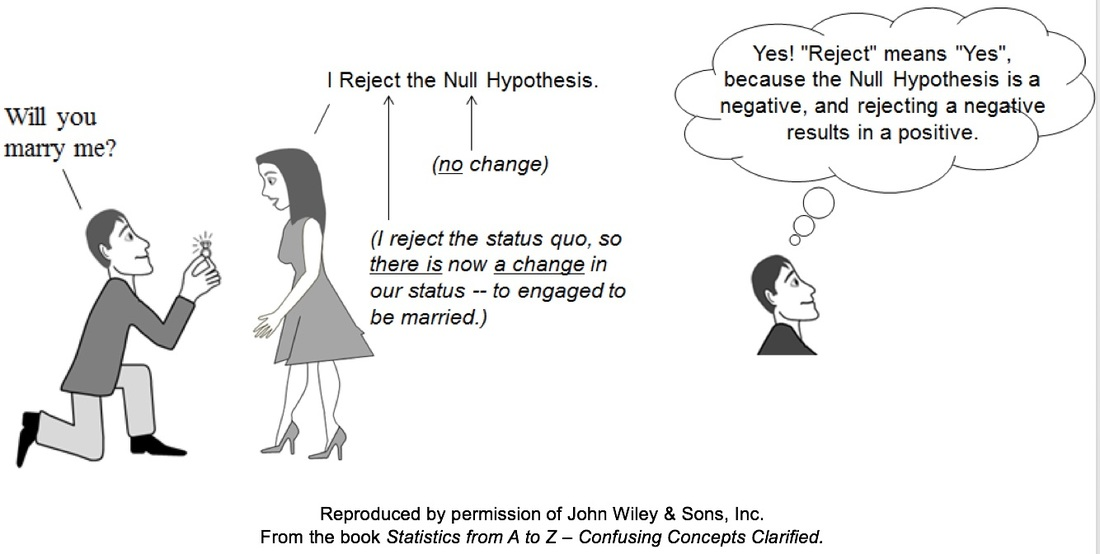 Will you
marry me?
I Reject the Null Hypothesis.
(no change)
(I reject the status quo, so
there is now a change in
our status -- to engaged to
be married.)
Yes! "Reject" means "Yes",
because the Null Hypothesis is a
negative, and rejecting a negative
results in a positive.
Reproduced by permission of John Wiley & Sons, Inc.
From the book Statistics from A to Z – Confusing Concepts Clarified.